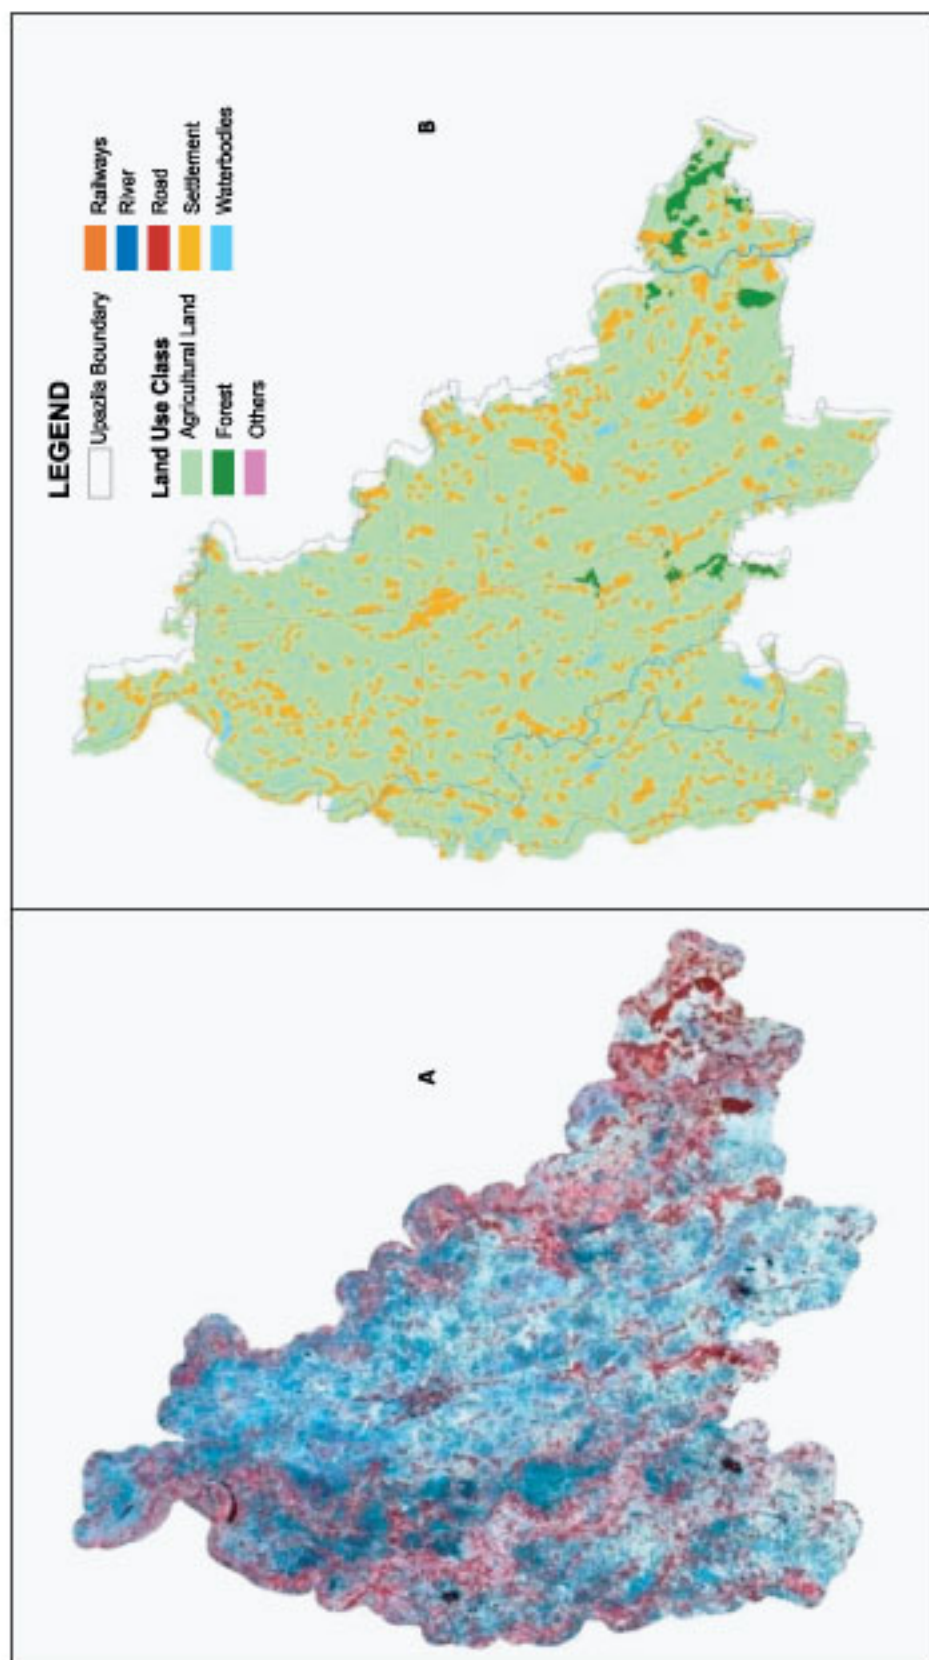 A
B
LEGEND
Upazila Boundary
Land Use Class
Agricultural Land
Forest
Others
Railways
River
Road
Settlement
Waterbodies